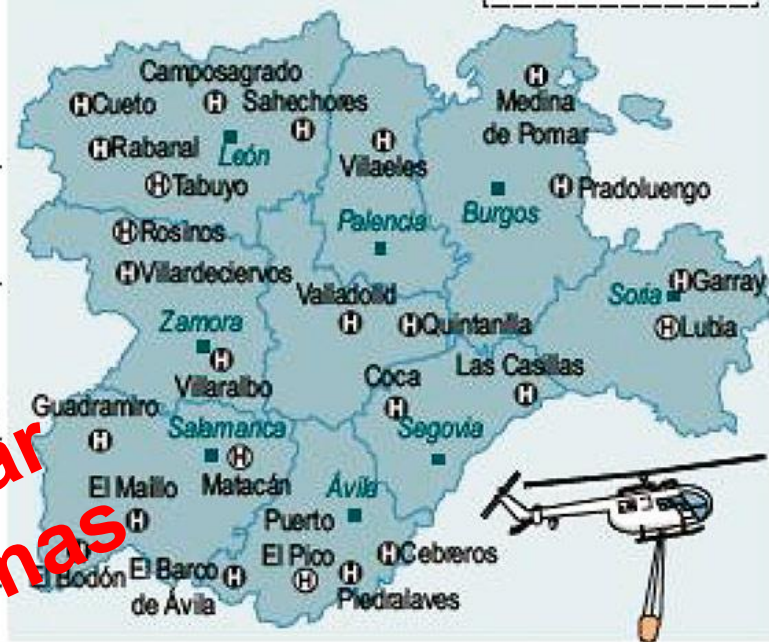 Camposagrado
H Cueto
H
Sahechores
H
H
Medina
de Pomar
H Rabanal
León
H
Villaeles
H Tabuyo
H Pradoluengo
Burgos
Palencia
H Rosinos
H Villardeciervos
Valladolid
H
H Quintanilla
Soria
H Garray
H Lubia
Zamora
H
Villaralbo
Coca
H
Las Casillas
H
Guadramiro
H
Salamanca
H
Matacán
Segovia
El Maillo
H
Ávila
Puerto
El Pico
H
H Cebreros
H
El Bodón
El Barco
de Ávila
H
H
Piedralaves